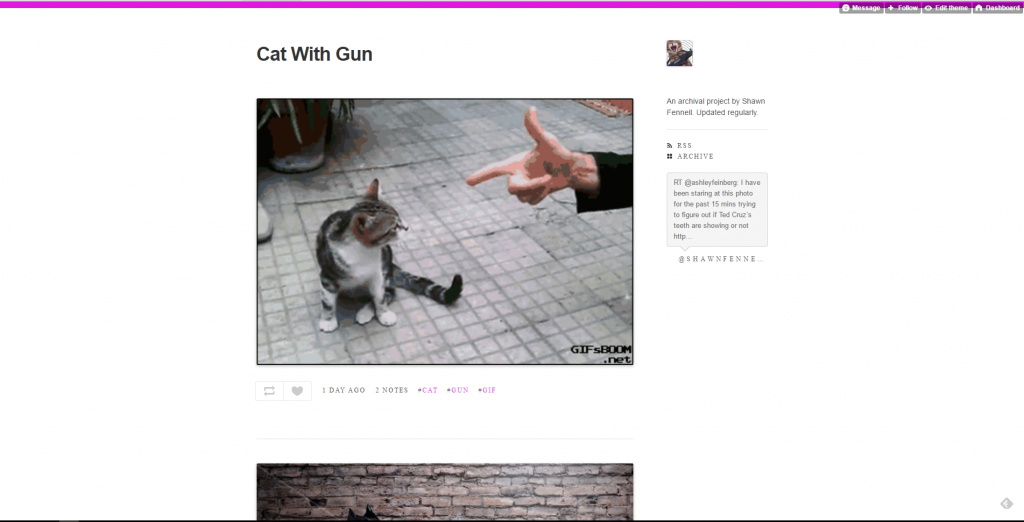 Message Follow Edit theme Dashboard
Cat With Gun
GIFsBOOM
.net
1 DAY AGO 2 NOTES #CAT #GUN #GIF
An archival project by Shawn
Fennell. Updated regularly.
RSS
ARCHIVE
RT @ashleyfeinberg: I have
been staring at this photo
for the past 15 mins trying
to figure out if Ted Cruz's
teeth are showing or not
http...
@SHAWNFENNE...